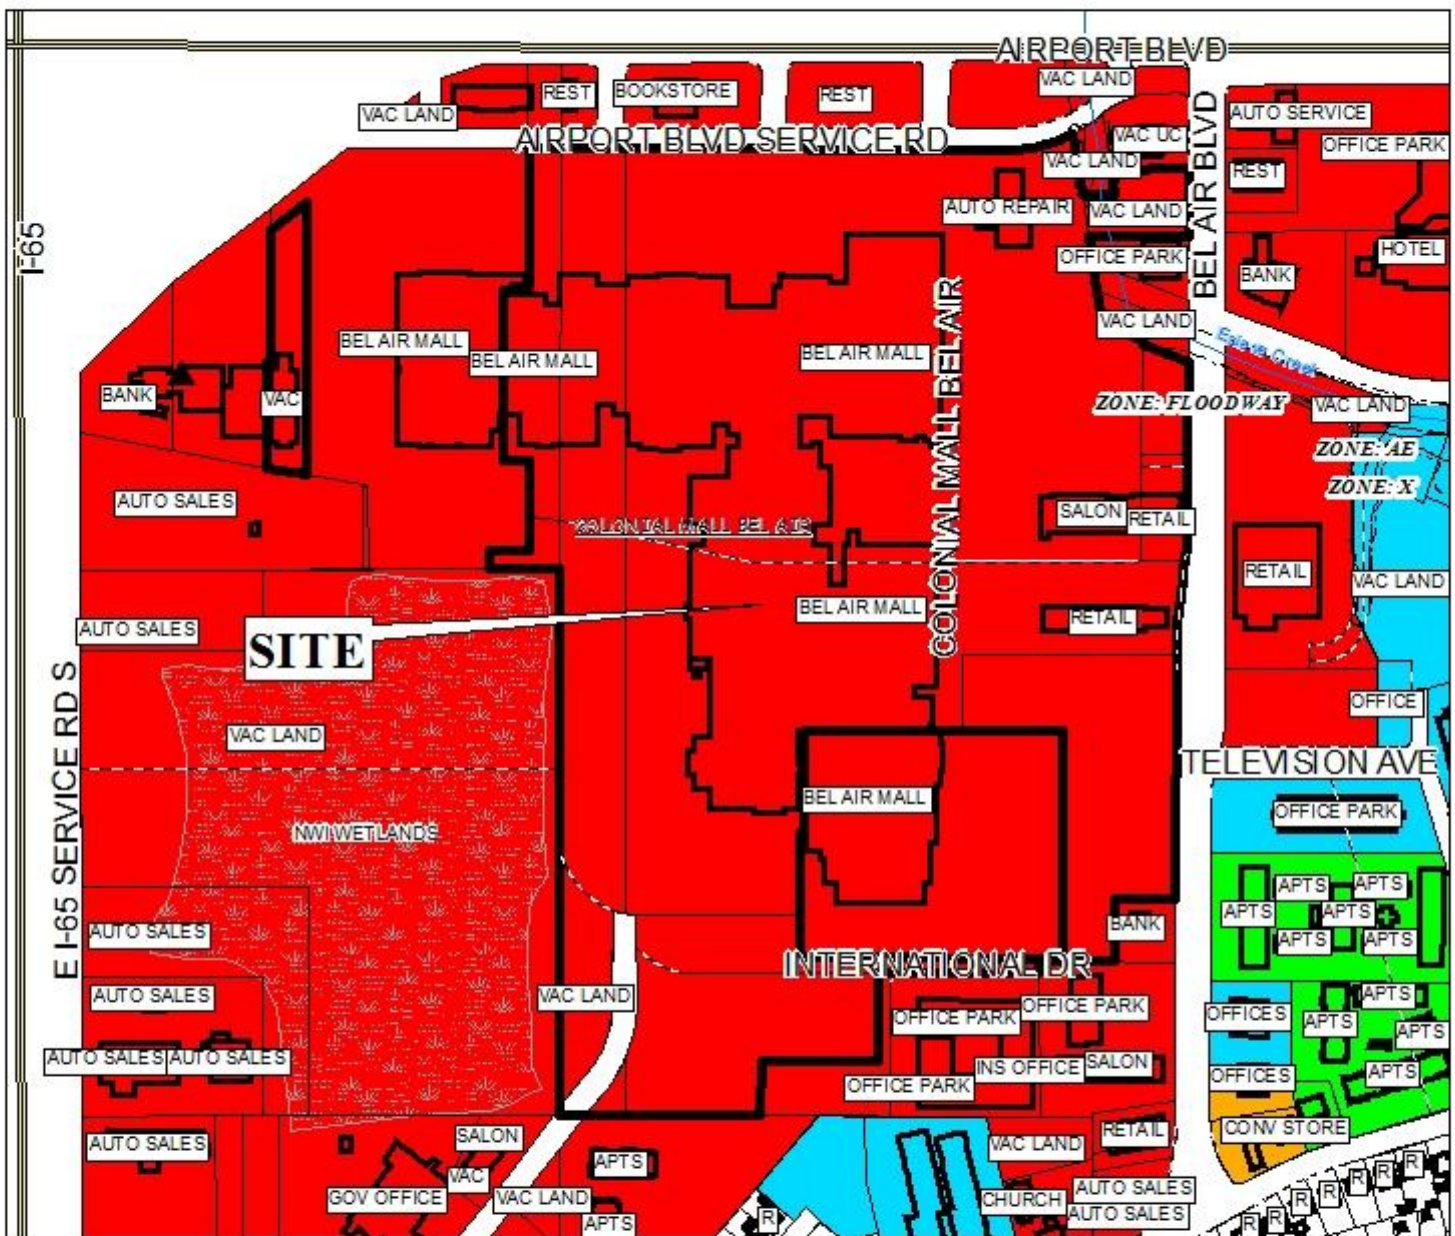 AIRPORT BLVD
VAC LAND
REST
BOOKSTORE
REST
VAC LAND
AUTO SERVICE
AIRPORT BLVD SERVICE RD
VAC UC
OFFICE PARK
VAC LAND
REST
AUTO REPAIR
VAC LAND
BEL AIR BLVD
I-65
OFFICE PARK
HOTEL
BANK
VAC LAND
BEL AIR MALL
BEL AIR MALL
BEL AIR MALL
COLONIAL MALL BEL AIR
Eslava Creek
BANK
VAC
ZONE: FLOODWAY
VAC LAND
ZONE: AE
ZONE: X
AUTO SALES
SALON
RETAIL
COLONIAL MALL BEL AIR
RETAIL
VAC LAND
BEL AIR MALL
RETAIL
AUTO SALES
SITE
E I-65 SERVICE RD S
OFFICE
VAC LAND
TELEVISION AVE
BEL AIR MALL
OFFICE PARK
NWI WETLANDS
APTS
APTS
APTS
APTS
APTS
APTS
BANK
AUTO SALES
INTERNATIONAL DR
AUTO SALES
VAC LAND
OFFICE PARK
OFFICE PARK
OFFICES
APTS
APTS
APTS
AUTO SALES
AUTO SALES
INS OFFICE
SALON
OFFICE PARK
OFFICES
APTS
AUTO SALES
SALON
VAC LAND
RETAIL
CONV STORE
APTS
VAC
GOV OFFICE
VAC LAND
CHURCH
AUTO SALES
AUTO SALES
APTS
R
R
R
R
R
R
R
R